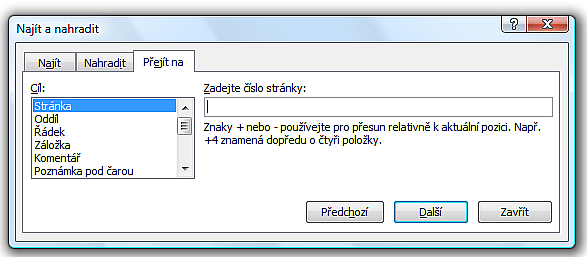 Najít a nahradit
Najít Nahradit Přejít na
Cíl:
Stránka
Oddíl
Řádek
Záložka
Komentář
Poznámka pod čarou
Zadejte číslo stránky:
Znaky + nebo - používejte pro přesun relativně k aktuální pozici. Např.
+4 znamená dopředu o čtyři položky.
Předchozí Další Zavřít